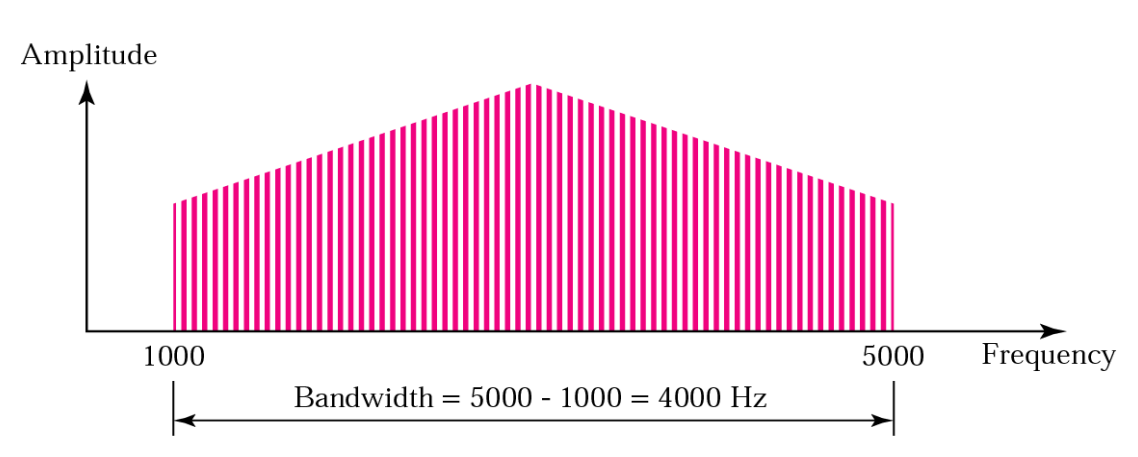 Amplitude
1000
5000
Frequency
Bandwidth = 5000 - 1000 = 4000 Hz